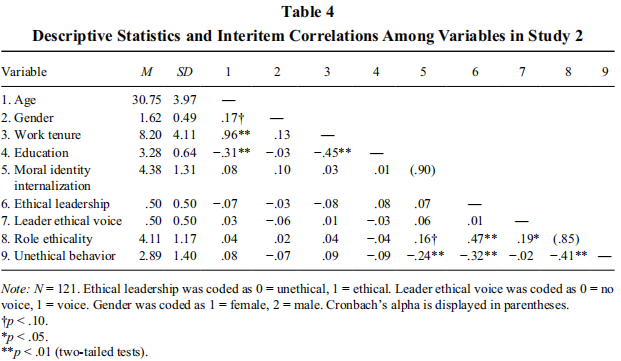 Table 4
Descriptive Statistics and Interitem Correlations Among Variables in Study 2
Variable M SD 1 2 3 4 5 6 7 8 9
1. Age 30.75 3.97 —
2. Gender 1.62 0.49 .17† —
3. Work tenure 8.20 4.11 .96** .13 —
4. Education 3.28 0.64 −.31** −.03 −.45** —
5. Moral identity 4.38 1.31 .08 .10 .03 .01 (.90)
internalization
6. Ethical leadership .50 0.50 −.07 −.03 −.08 .08 .07 —
7. Leader ethical voice .50 0.50 .03 −.06 .01 −.03 .06 .01 —
8. Role ethicality 4.11 1.17 .04 .02 .04 −.04 .16† .47** .19* (.85)
9. Unethical behavior 2.89 1.40 .08 −.07 .09 −.09 −.24** −.32** −.02 −.41** —
Note: N = 121. Ethical leadership was coded as 0 = unethical, 1 = ethical. Leader ethical voice was coded as 0 = no
voice, 1 = voice. Gender was coded as 1 = female, 2 = male. Cronbach’s alpha is displayed in parentheses.
†p < .10.
*p < .05.
**p < .01 (two-tailed tests).